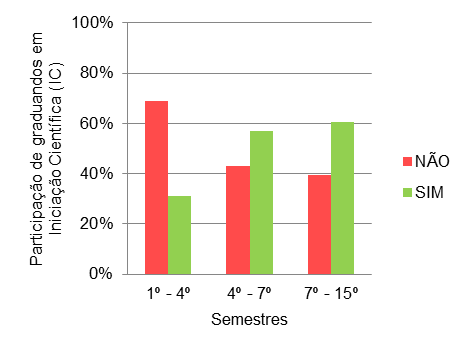 100%
80%
60%
40%
20%
0%
Participação de graduandos em
Iniciação Científica (IC)
1º - 4º
4º - 7º
7º - 15º
Semestres
NÃO
SIM